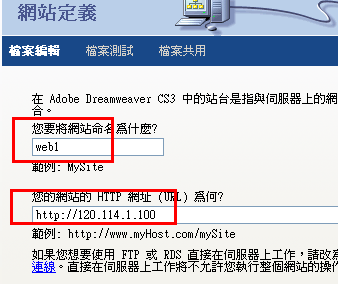 網站定義
檔案編輯 檔案測試 檔案共用
在 Adobe Dreamweaver CS3 中的站台是指與伺服器上的網
合。
您要將網站命名為什麼?
web1
範例: MySite
您的網站的 HTTP 網址 (URL) 為何?
http://120.114.1.100
範例: http://www.myHost.com/mySite
如果您想要使用 FTP 或 RDS 直接在伺服器上工作，請改為
連線。直接在伺服器上工作將不允許您執行整個網站的操作